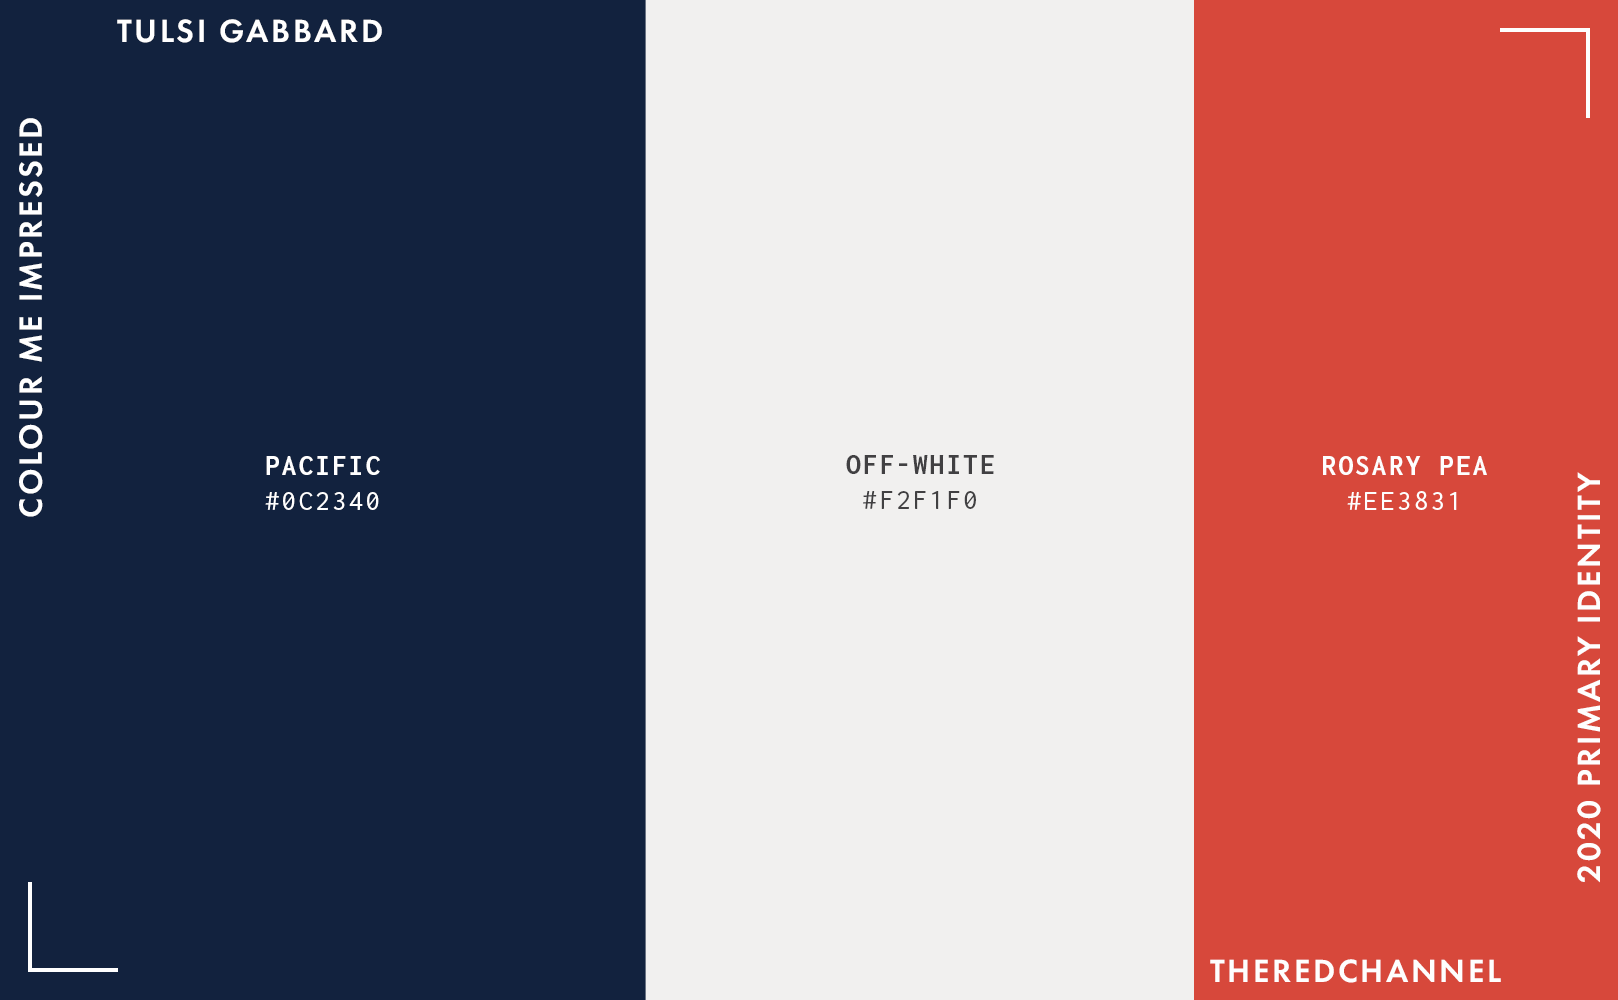 TULSI GABBARD
COLOUR ME IMPRESSED
PACIFIC
#0C2340
OFF-WHITE
#F2F1F0
ROSARY PEA
#EE3831
2020 PRIMARY IDENTITY
THEREDCHANNEL